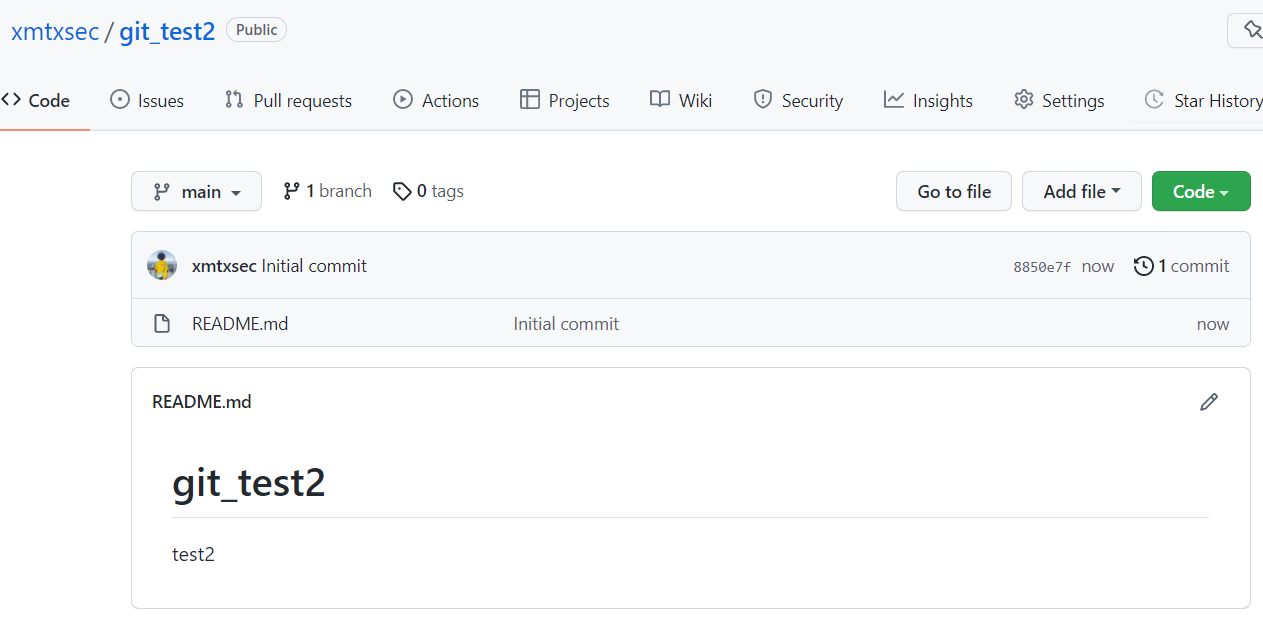 xmtxsec / git_test2 Public
Code Issues Pull requests Actions Projects Wiki Security Insights Settings Star History
main 1 branch 0 tags Go to file Add file Code
xmtxsec Initial commit 8850e7f now 1 commit
README.md Initial commit now
README.md
git_test2
test2